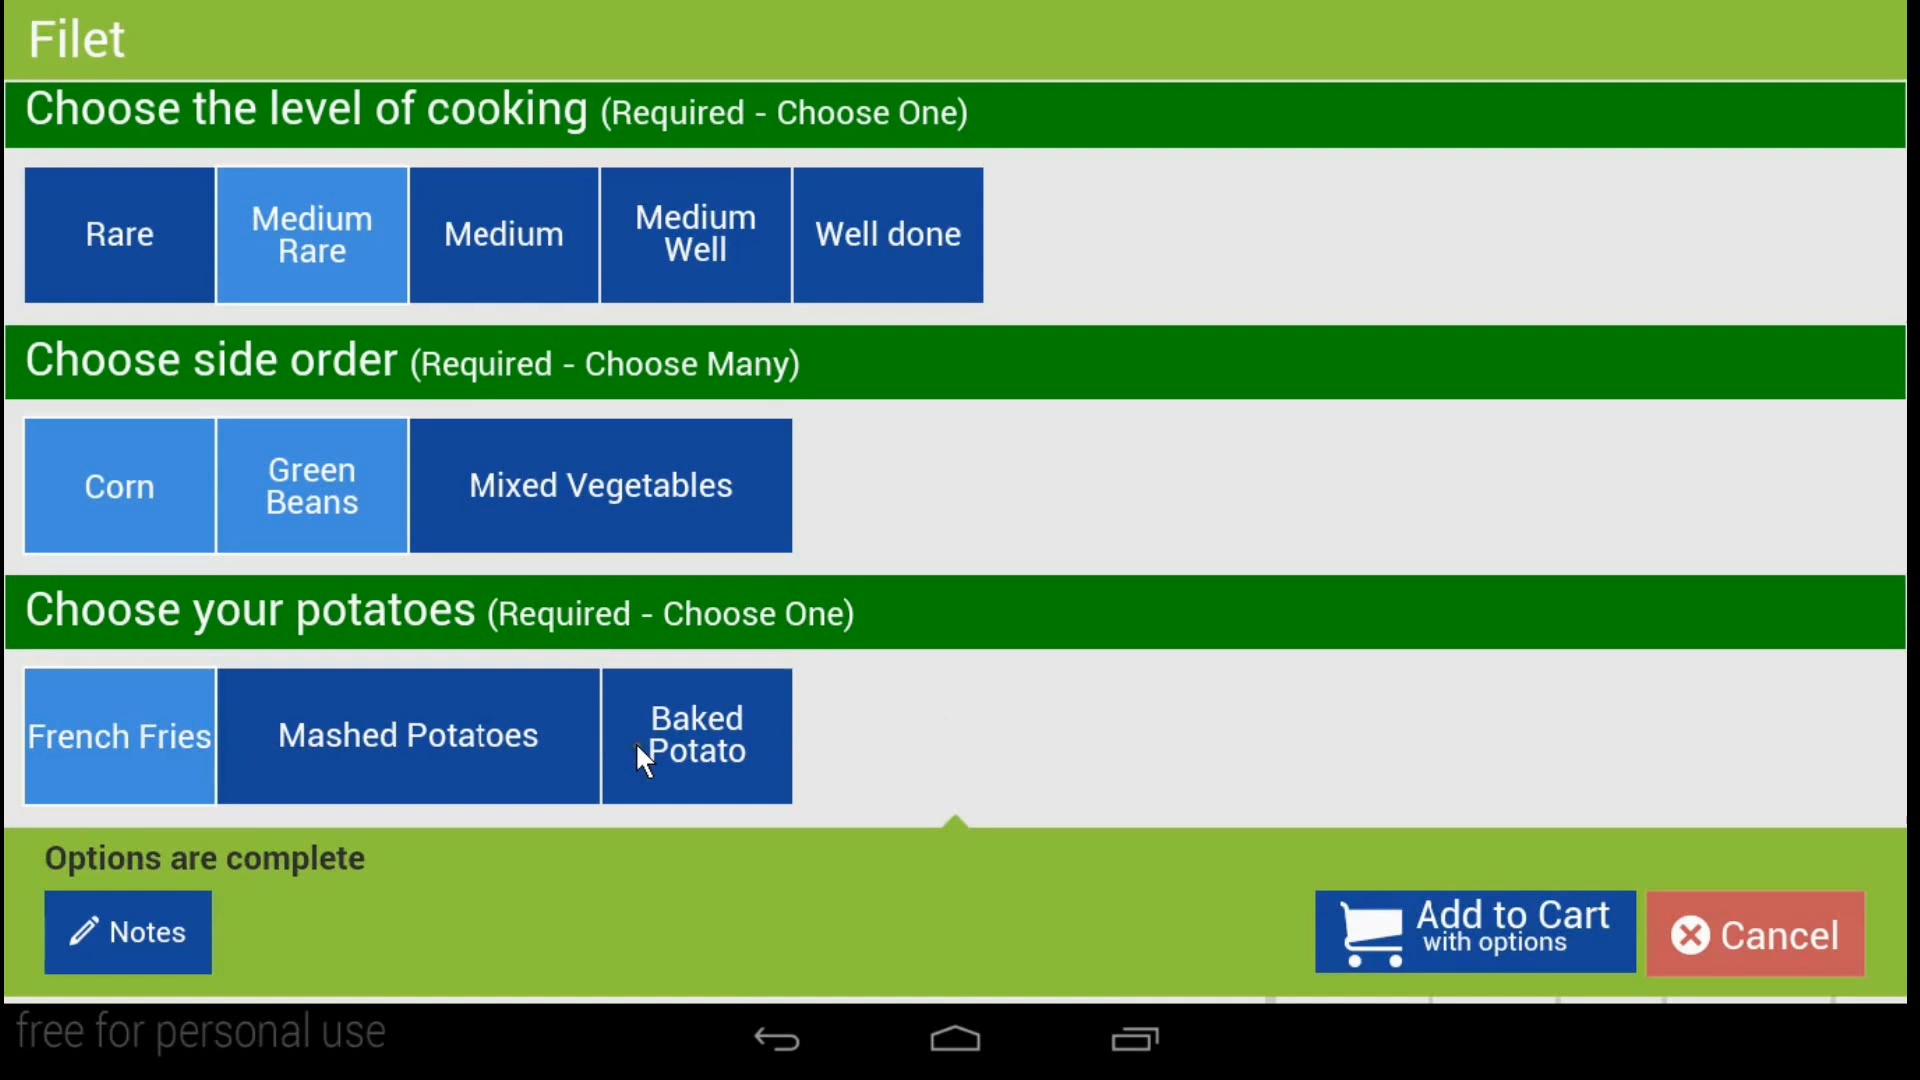 Filet
Choose the level of cooking (Required - Choose One)
Rare
Medium
Rare
Medium
Medium
Well
Well done
Choose side order (Required - Choose Many)
Corn
Green
Beans
Mixed Vegetables
Choose your potatoes (Required - Choose One)
French Fries
Mashed Potatoes
Baked
Potato
Options are complete
Notes
Add to Cart
with options
Cancel
free for personal use